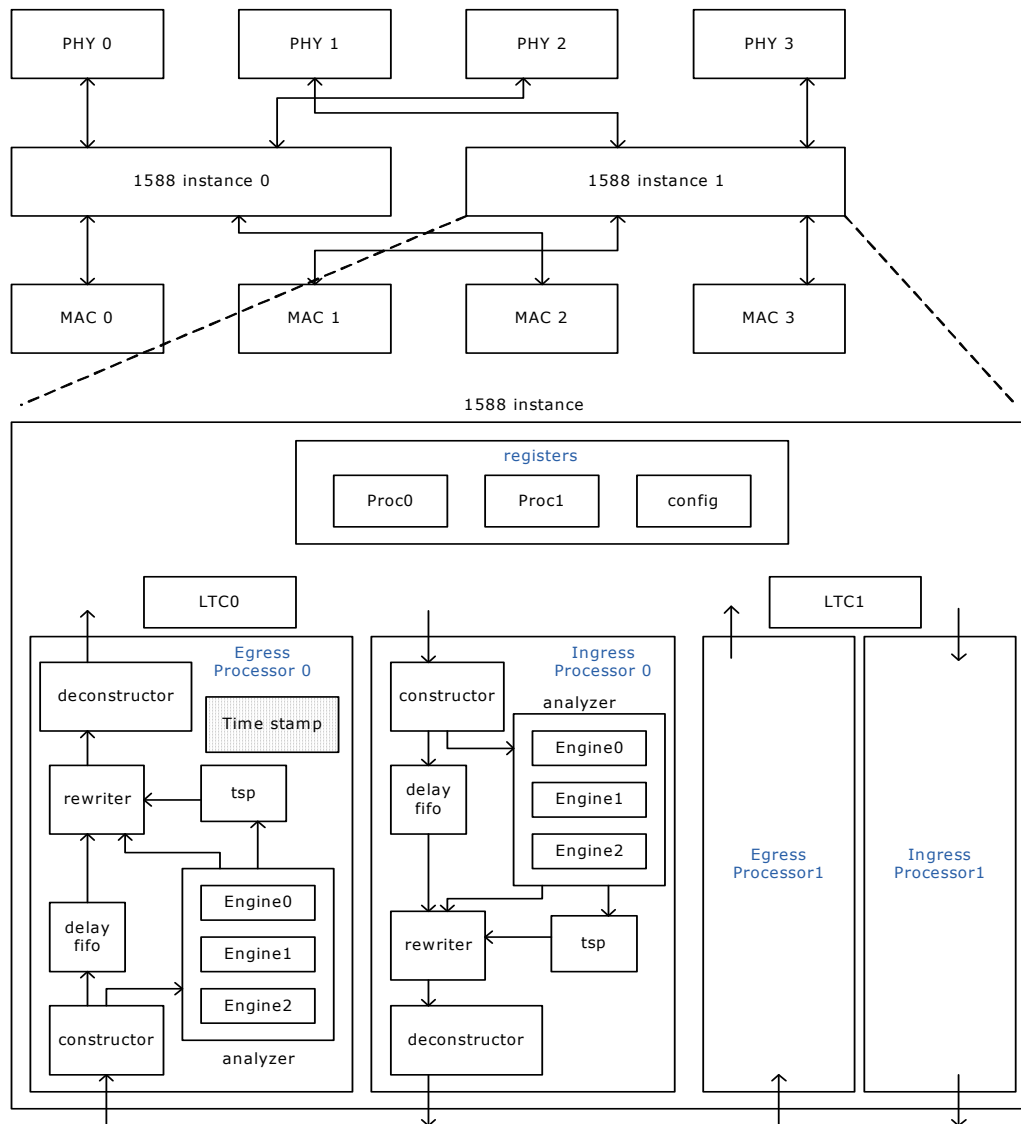 PHY 0
PHY 1
PHY 2
PHY 3
1588 instance 0
1588 instance 1
MAC 0
MAC 1
MAC 2
MAC 3
1588 instance
registers
Proc0
Proc1
config
LTC0
LTC1
Egress
Processor 0
deconstructor
Time stamp
rewriter
tsp
Engine0
delay
fifo
Engine1
Engine2
constructor
analyzer
Ingress
Processor 0
constructor
analyzer
Engine0
delay
fifo
Engine1
Engine2
rewriter
tsp
deconstructor
Egress
Processor1
Ingress
Processor1